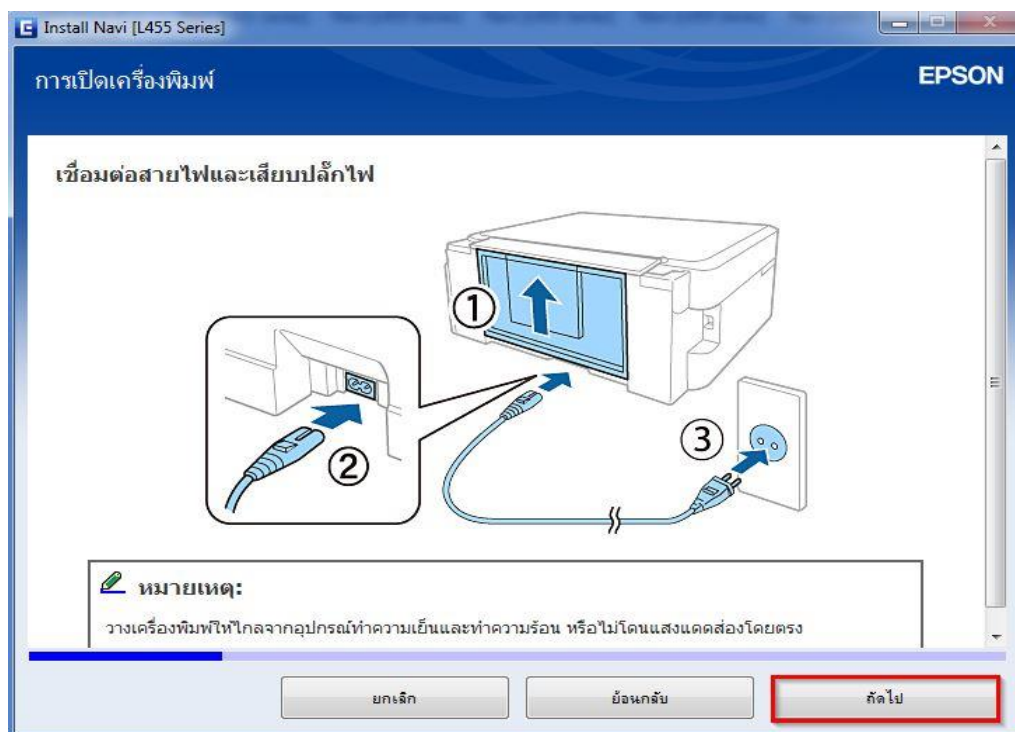 Install Navi [L455 Series]
การเปิดเครื่องพิมพ์
EPSON
เชื่อมต่อสายไฟและเสียบปลั๊กไฟ
①
②
③
หมายเหตุ:
วางเครื่องพิมพ์ให้ไกลจากอุปกรณ์ทำความเย็นและทำความร้อน หรือไม่โดนแสงแดดส่องโดยตรง
ยกเลิก
ย้อนกลับ
ถัดไป